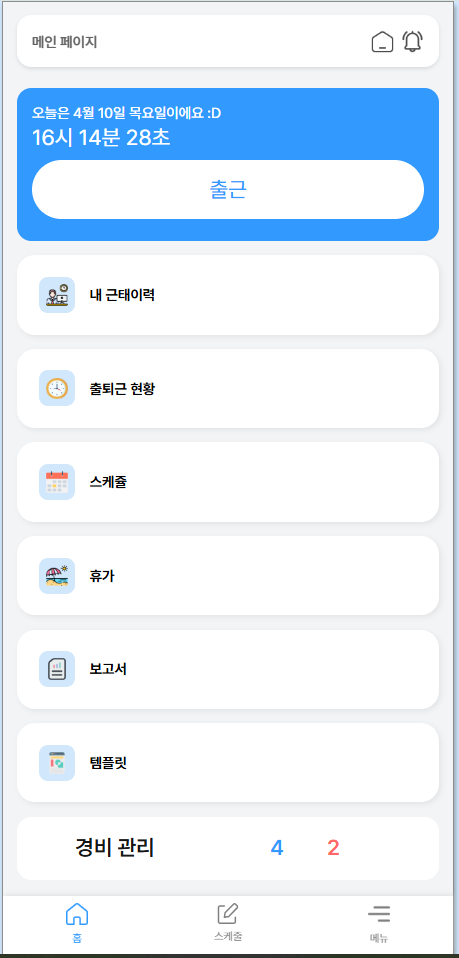 메인 페이지
오늘은 4월 10일 목요일이에요 :D
16시 14분 28초
출근
내 근태이력
출퇴근 현황
스케쥴
휴가
보고서
템플릿
경비 관리 4 2
홈 스케줄 메뉴